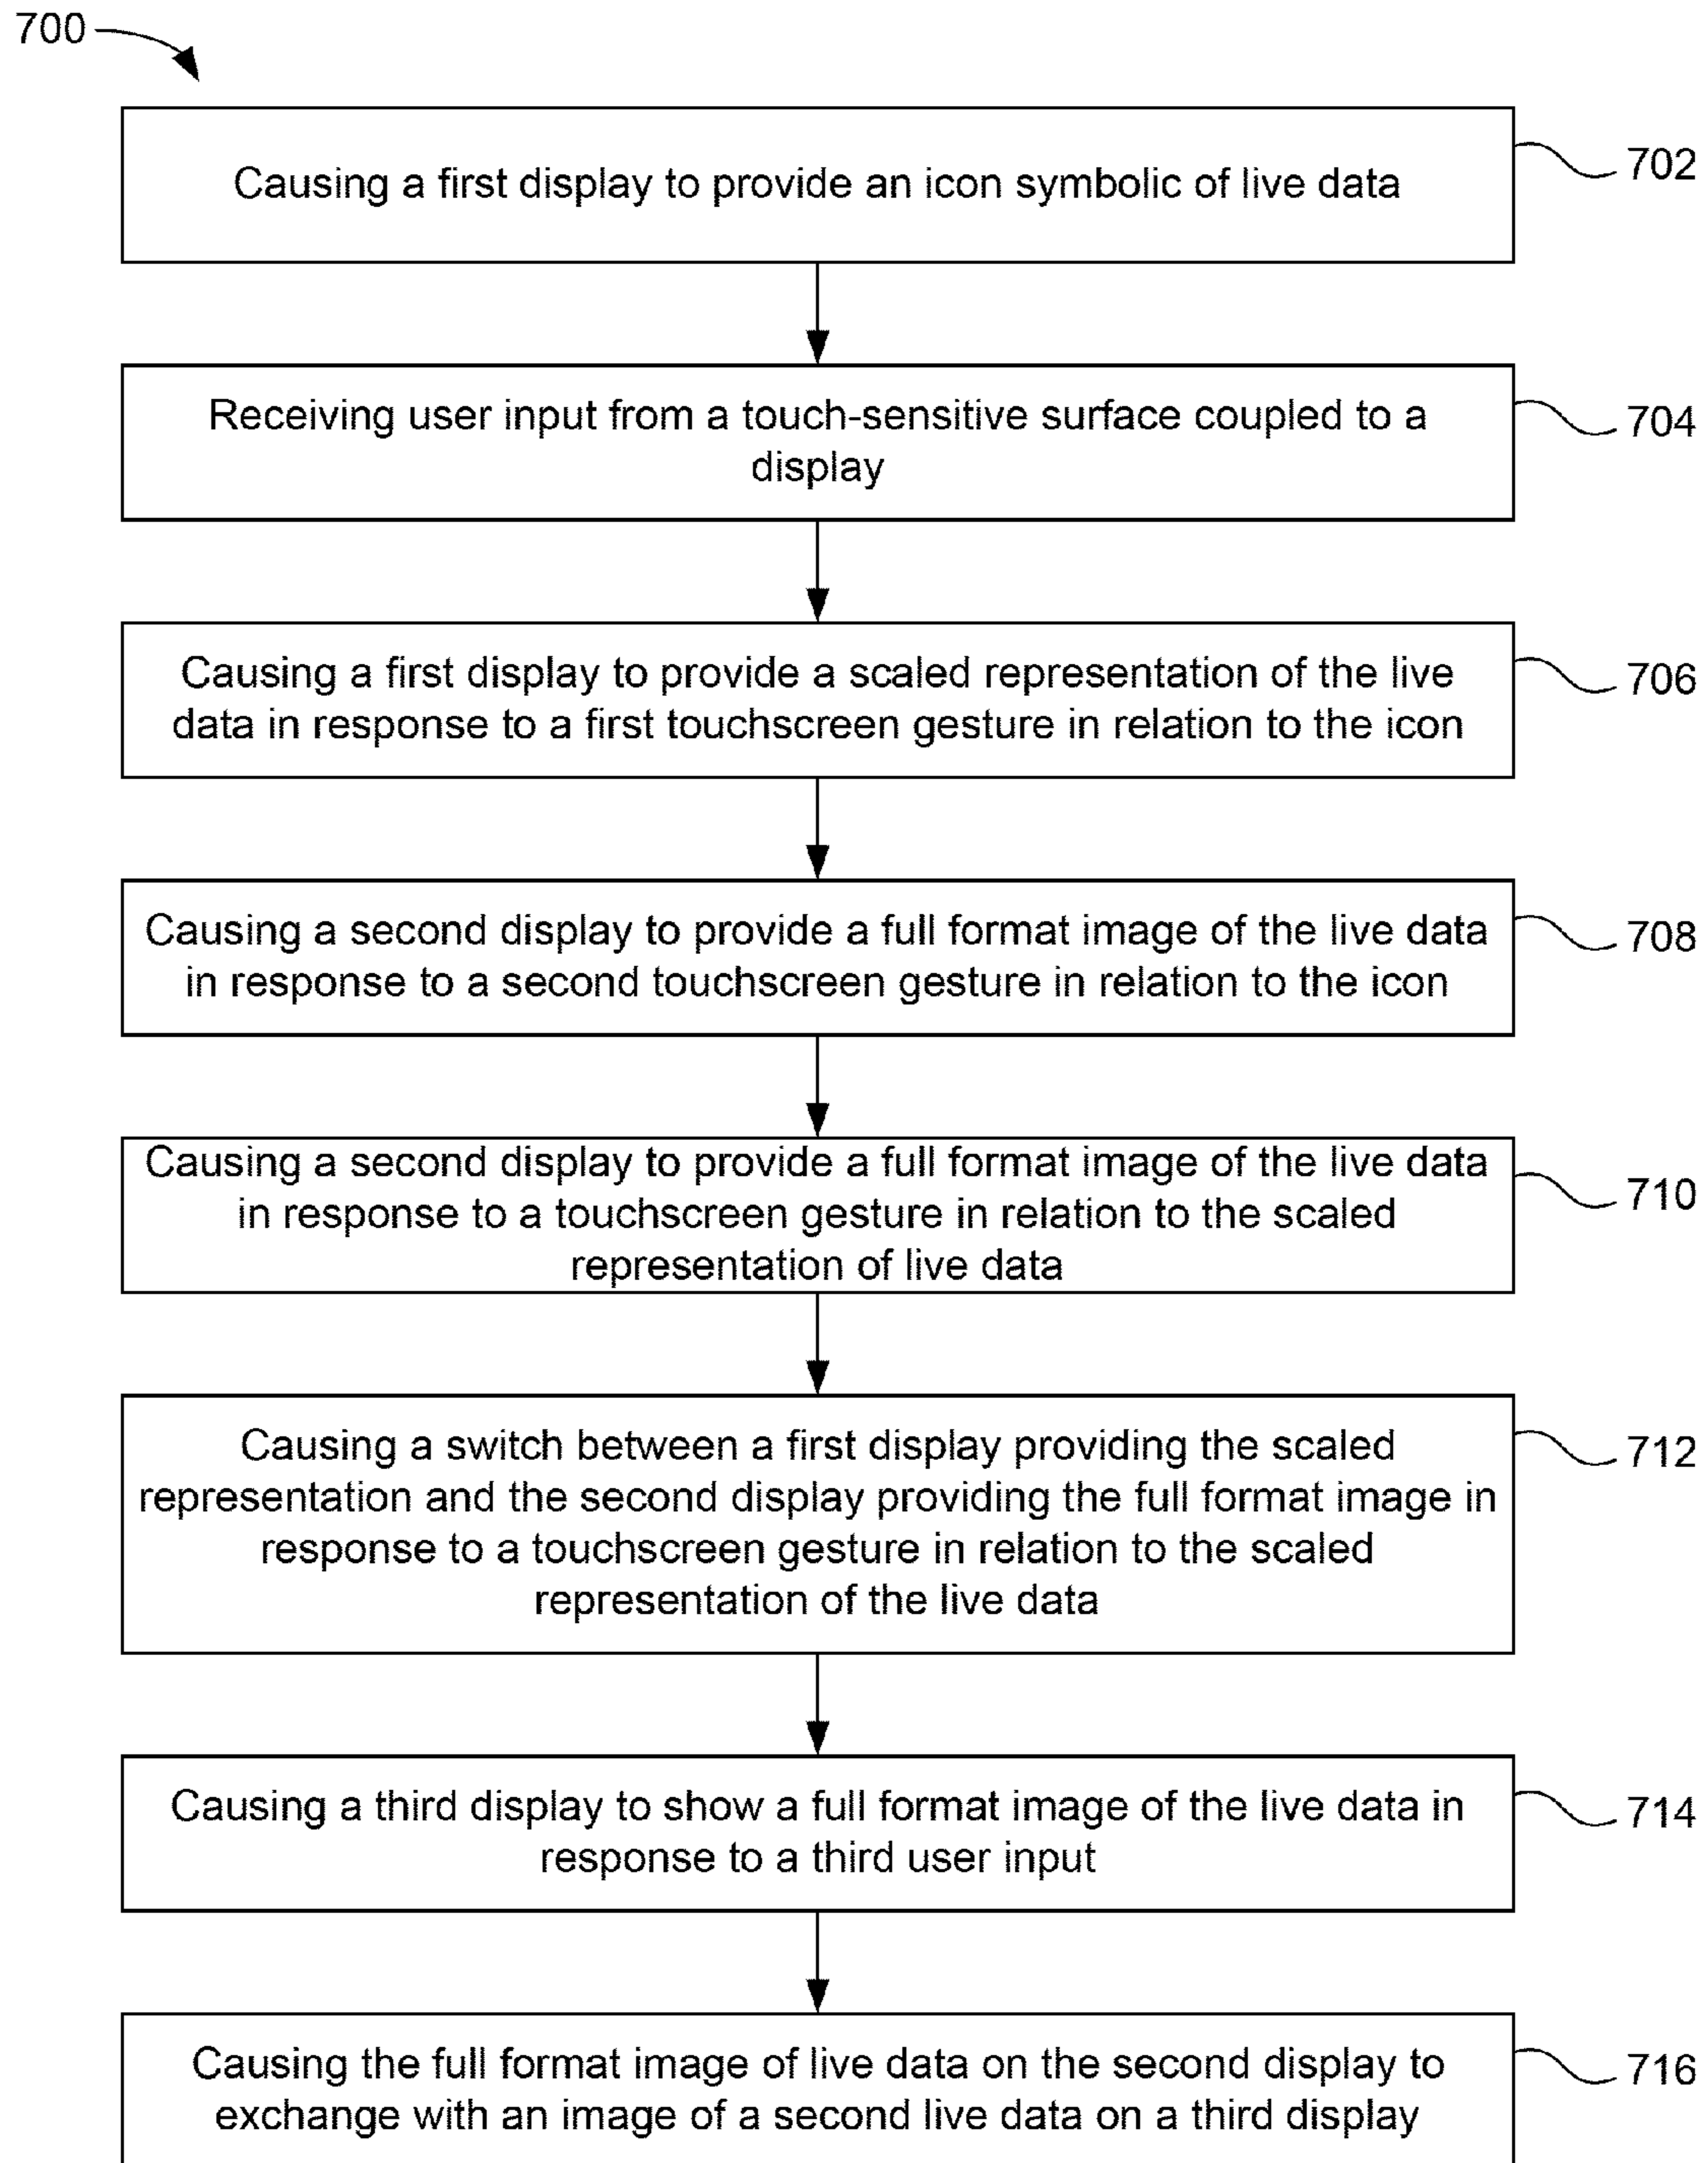 700
Causing a first display to provide an icon symbolic of live data
702
Receiving user input from a touch-sensitive surface coupled to a
display
704
Causing a first display to provide a scaled representation of the live
data in response to a first touchscreen gesture in relation to the icon
706
Causing a second display to provide a full format image of the live data
in response to a second touchscreen gesture in relation to the icon
708
Causing a second display to provide a full format image of the live data
in response to a touchscreen gesture in relation to the scaled
representation of live data
710
Causing a switch between a first display providing the scaled
representation and the second display providing the full format image in
response to a touchscreen gesture in relation to the scaled
representation of the live data
712
Causing a third display to show a full format image of the live data in
response to a third user input
714
Causing the full format image of live data on the second display to
exchange with an image of a second live data on a third display
716